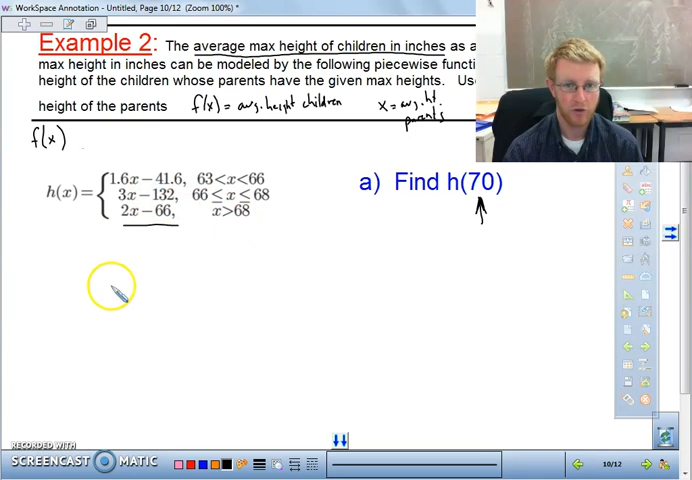 WorkSpace Annotation - Untitled, Page 10/12 (Zoom 100%)
Example 2: The average max height of children in inches as a
max height in inches can be modeled by the following piecewise functi
height of the children whose parents have the given max heights. Use
height of the parents f(x) = avg. height children x = avg. ht. parents
f(x)
h(x) = { 1.6x − 41.6, 63 < x < 66
3x − 132, 66 ≤ x ≤ 68
2x − 66, x > 68
a) Find h(70)
RECORDED WITH
SCREENCAST MATIC
10/12